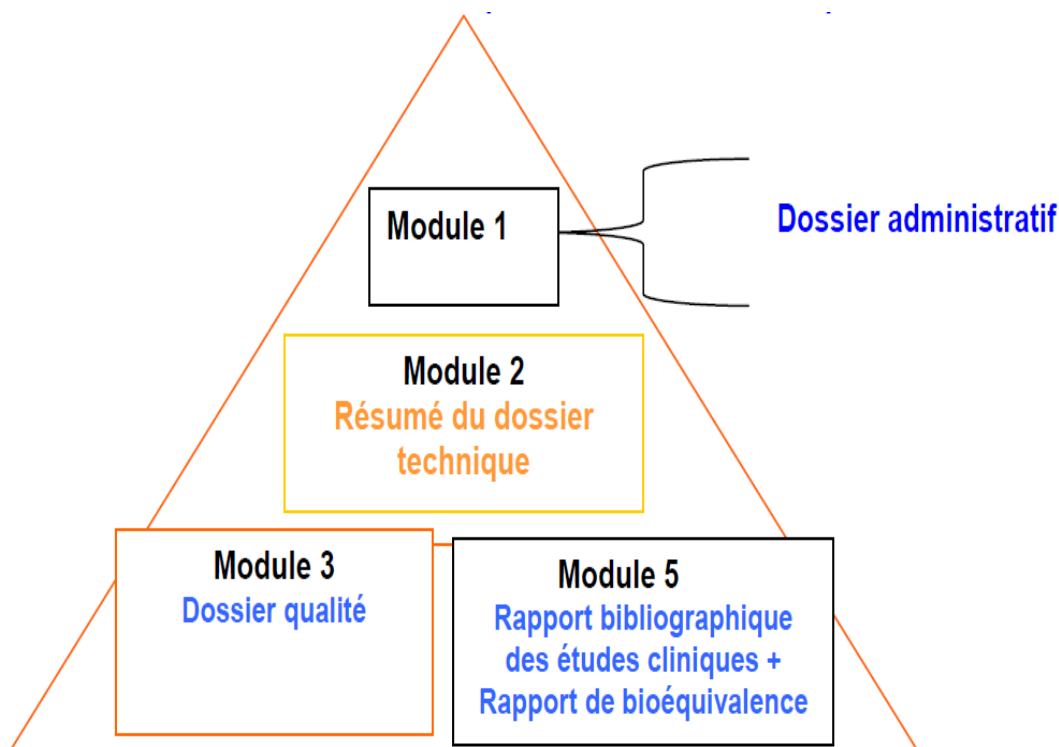 Module 1
Dossier administratif
Module 2
Résumé du dossier
technique
Module 3
Dossier qualité
Module 5
Rapport bibliographique
des études cliniques +
Rapport de bioéquivalence